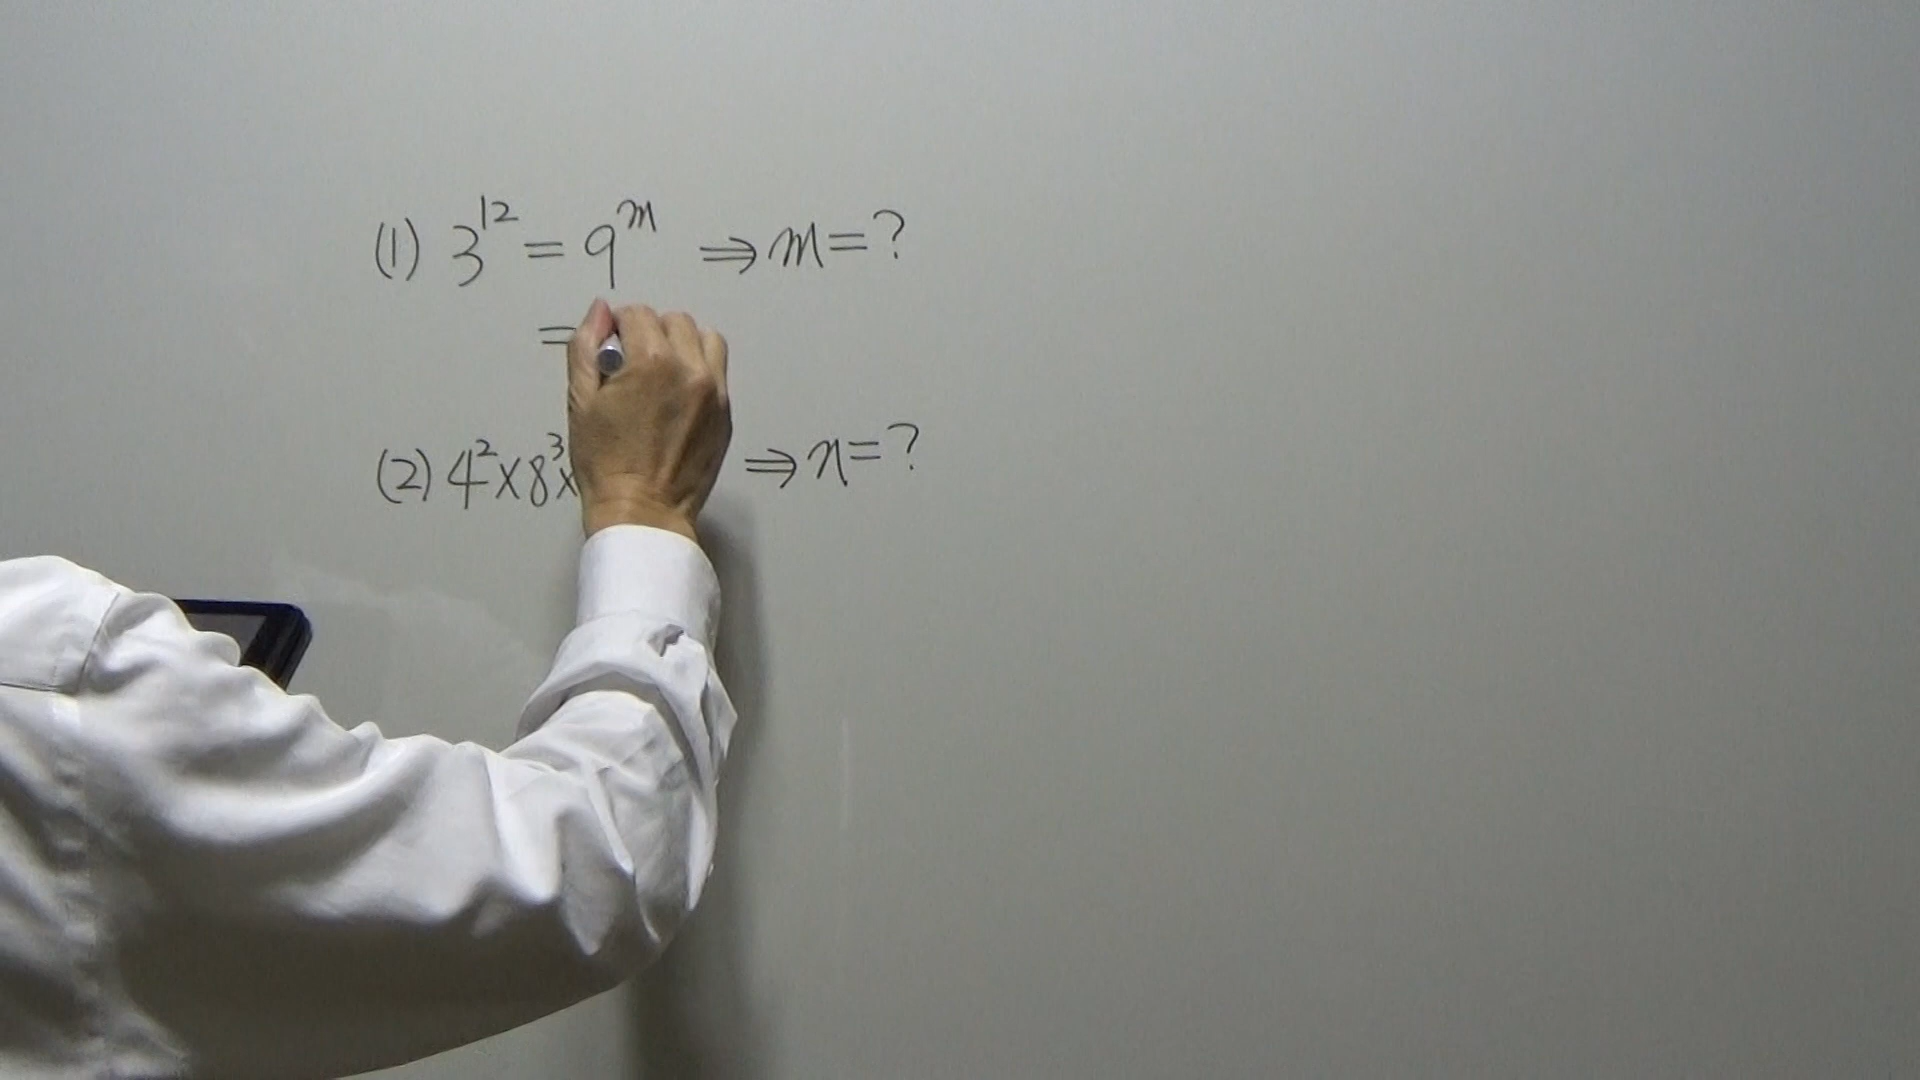 (1) 3¹² = 9ᵐ ⇒ m = ?
=
(2) 4² × 8³ × ⇒ n = ?